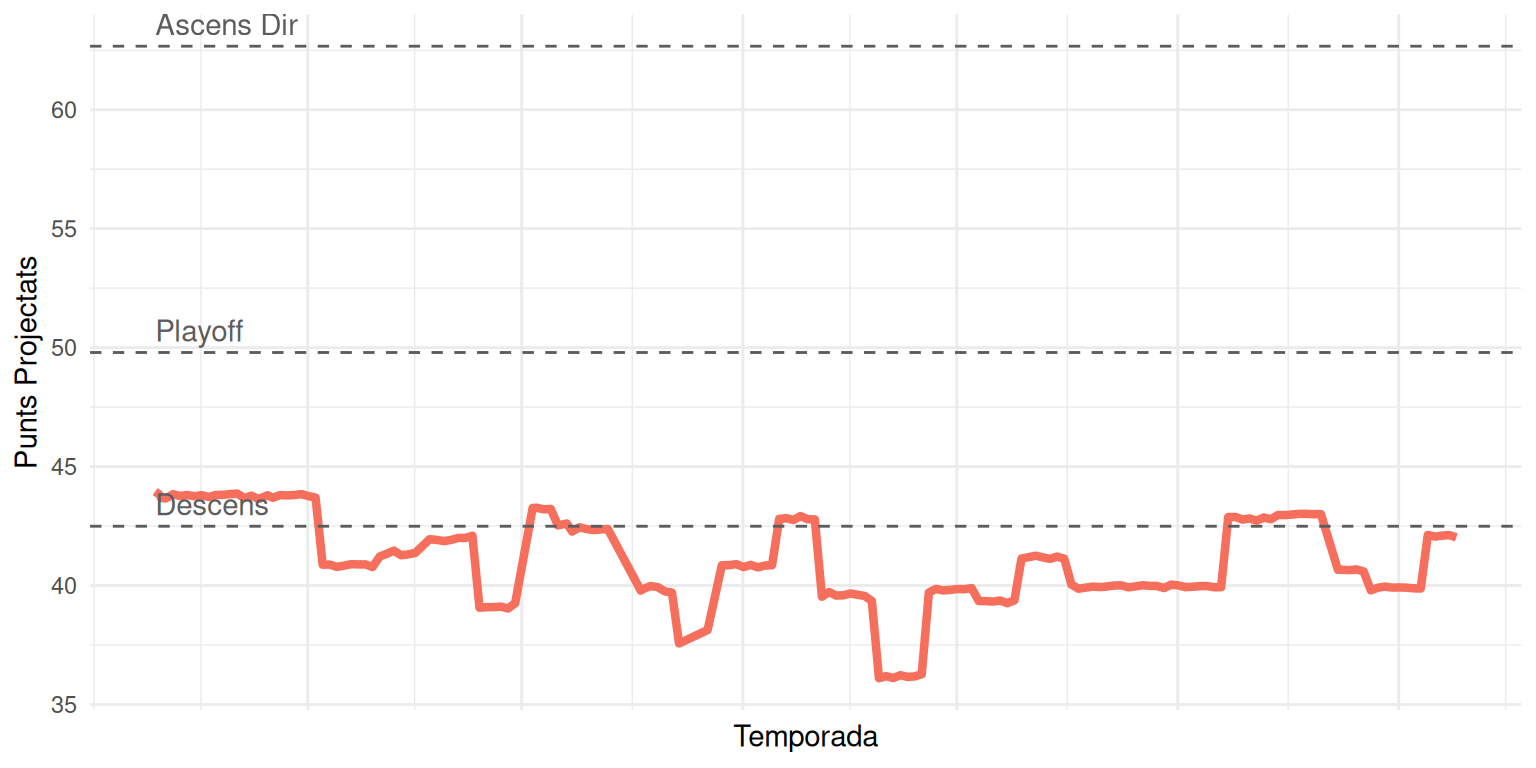 Ascens Dir
60
55
Playoff
50
45
Descens
40
35
Punts Projectats
Temporada